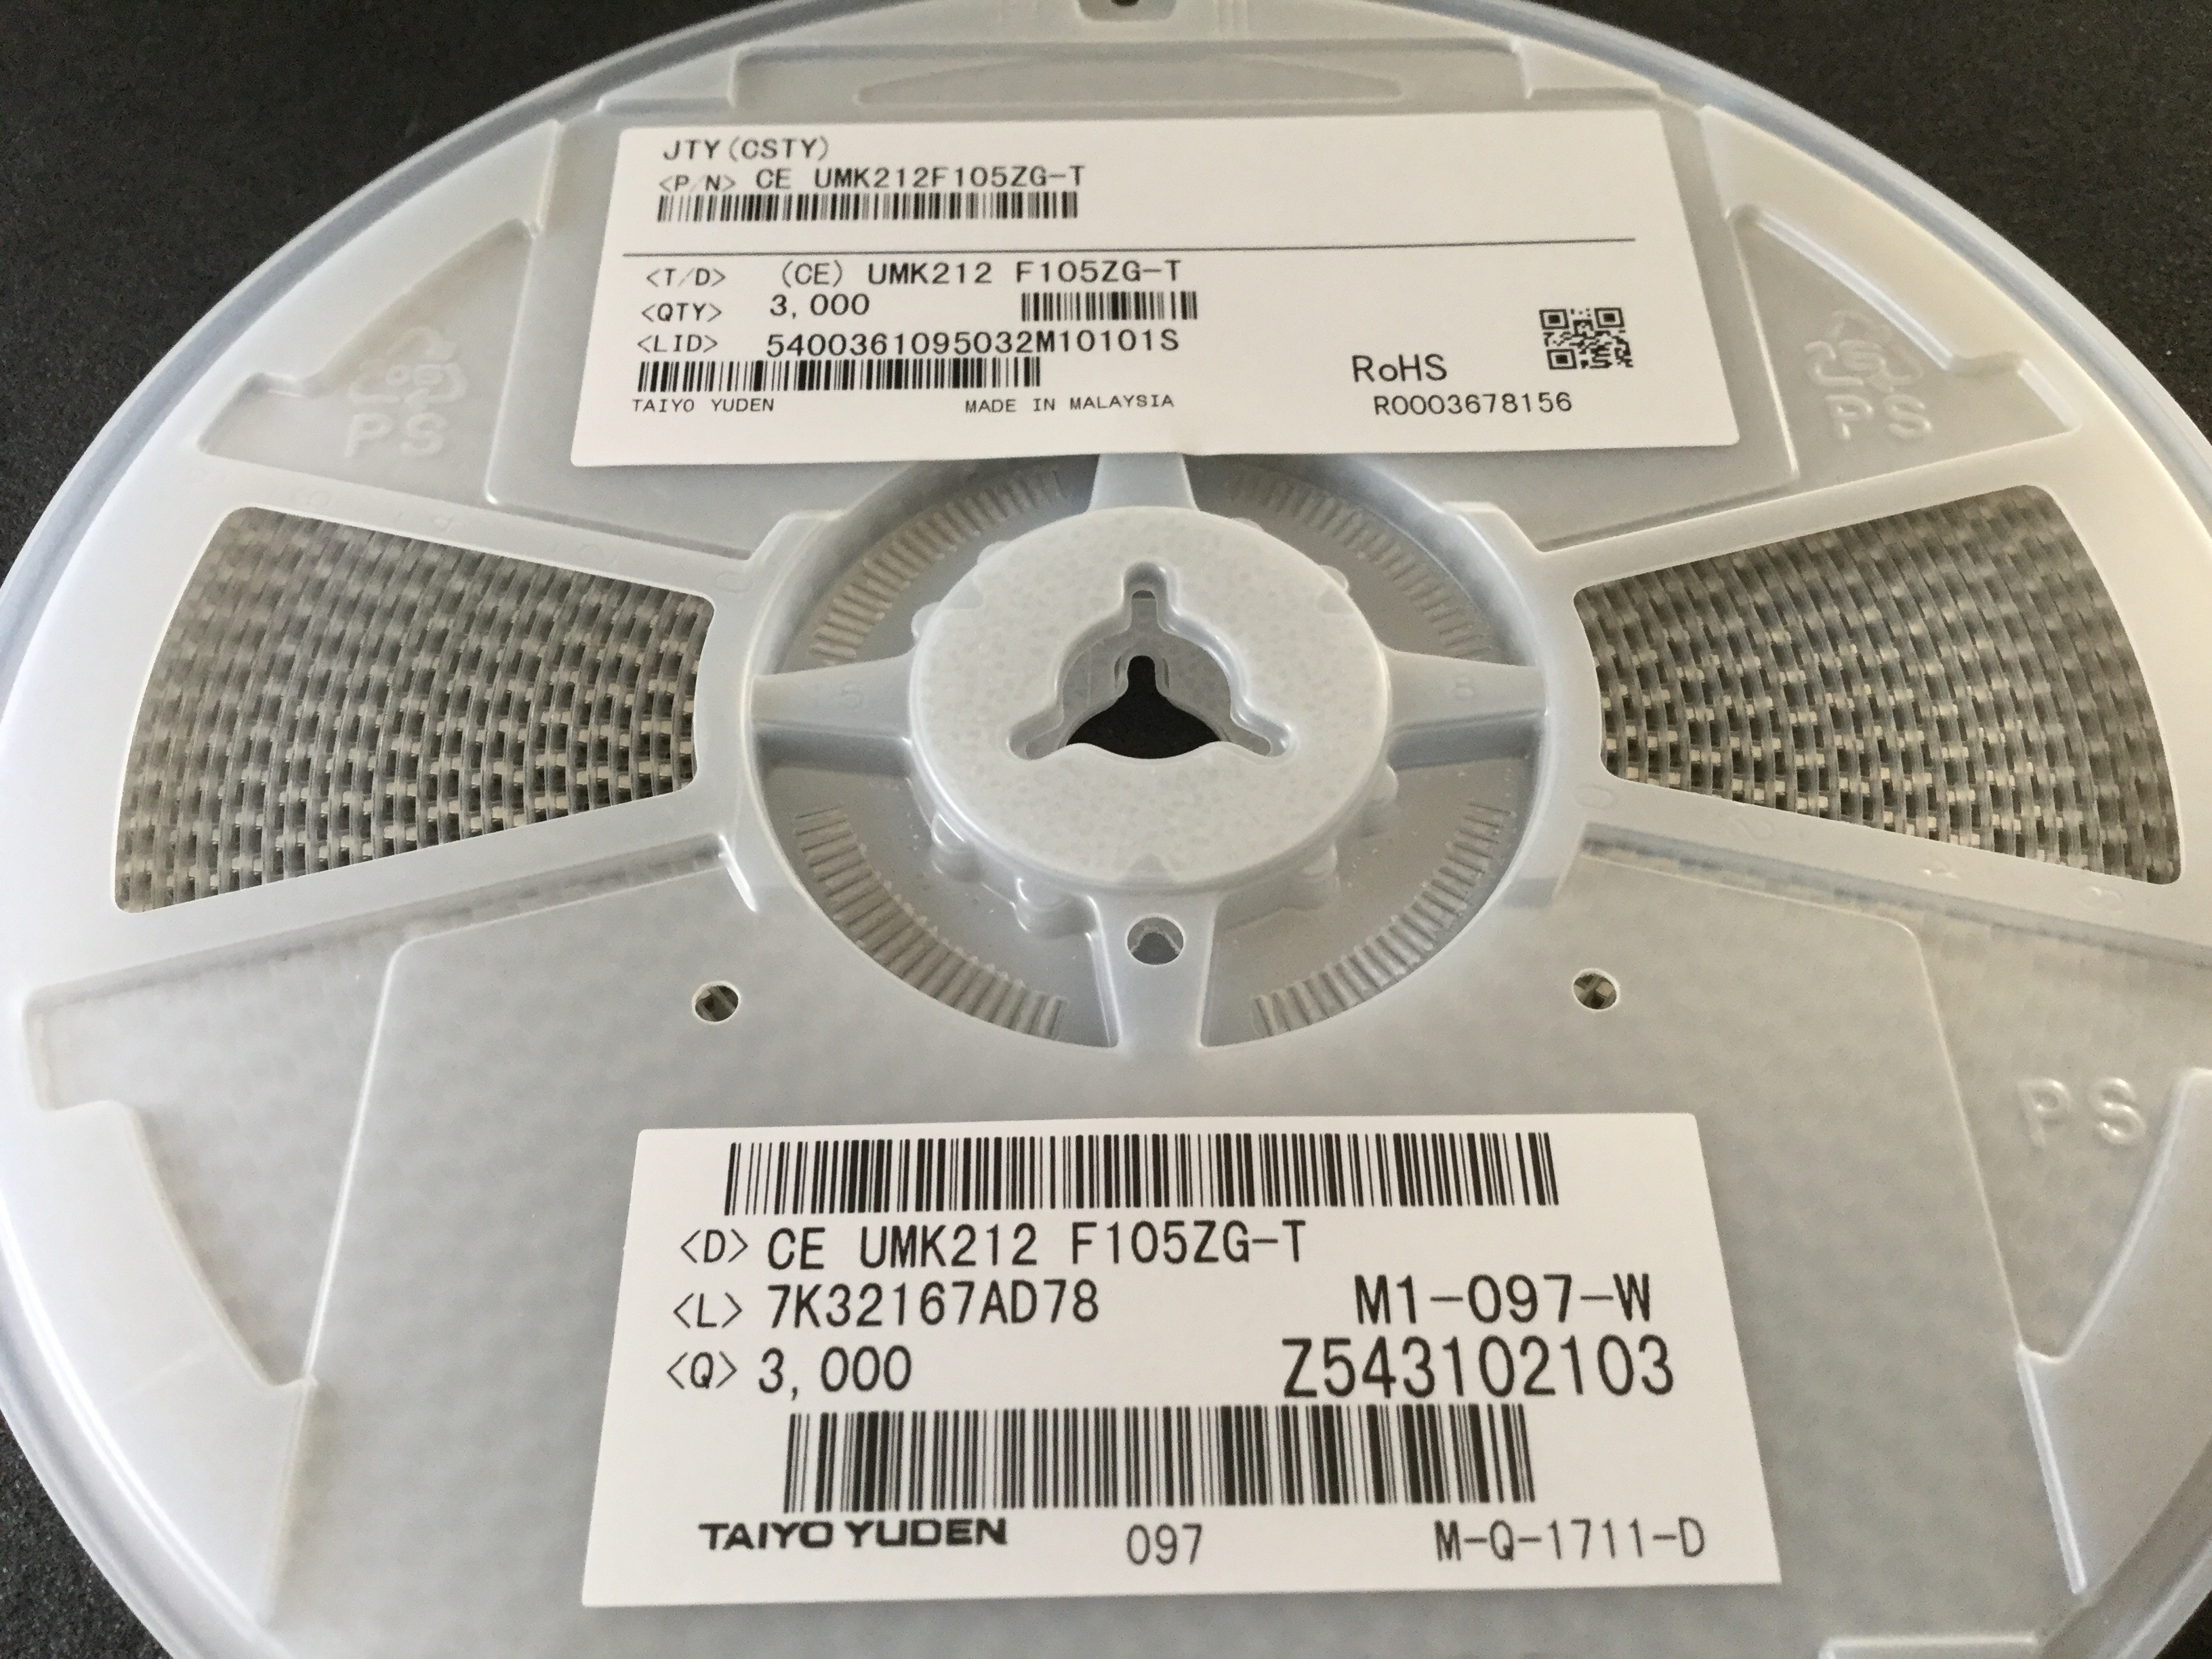 JTY(CSTY)
<P/N> CE UMK212F105ZG-T
<T/D> (CE) UMK212 F105ZG-T
<QTY> 3,000
<LID> 5400361095032M10101S
RoHS
TAIYO YUDEN MADE IN MALAYSIA R0003678156
PS
PS
PS
<D> CE UMK212 F105ZG-T
<L> 7K32167AD78 M1-097-W
<Q> 3,000 Z543102103
TAIYO YUDEN 097 M-Q-1711-D